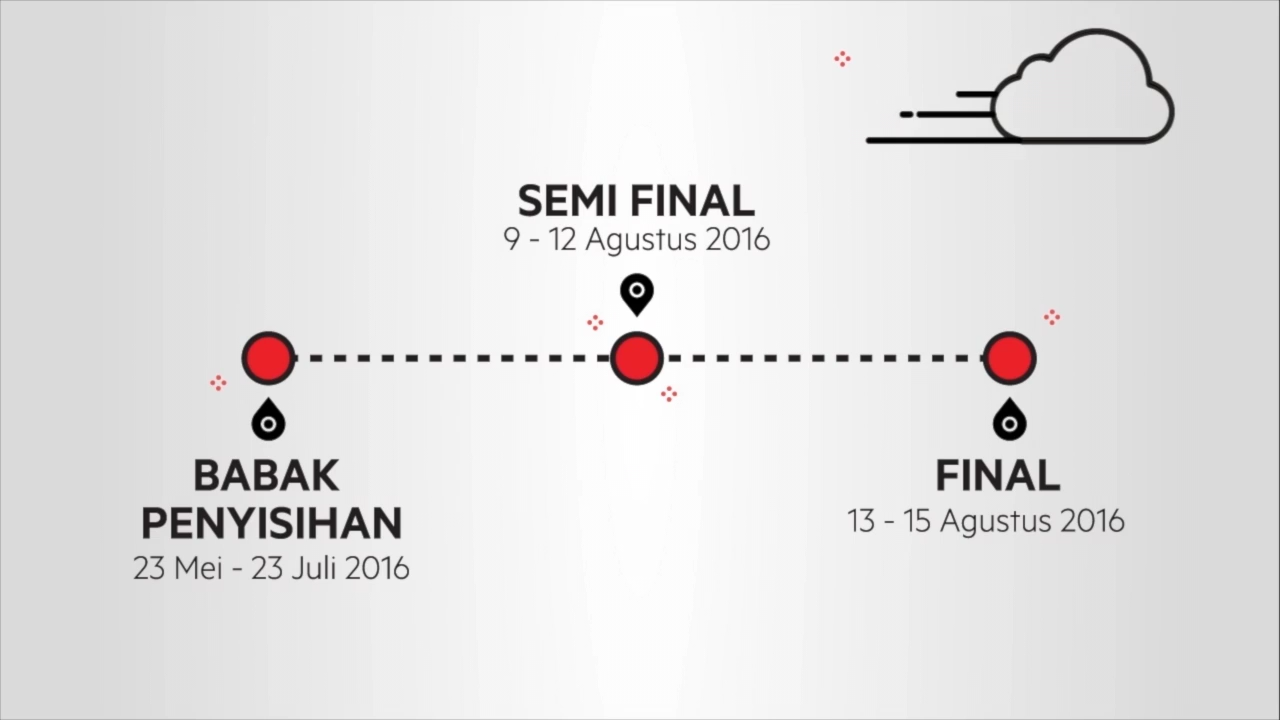 SEMI FINAL
9 - 12 Agustus 2016
BABAK
PENYISIHAN
23 Mei - 23 Juli 2016
FINAL
13 - 15 Agustus 2016